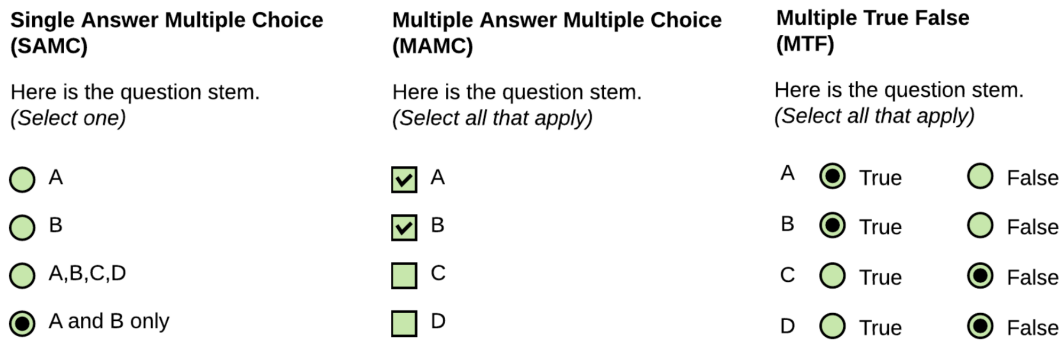 Single Answer Multiple Choice
(SAMC)
Here is the question stem.
(Select one)
A
B
A,B,C,D
A and B only
Multiple Answer Multiple Choice
(MAMC)
Here is the question stem.
(Select all that apply)
A
B
C
D
Multiple True False
(MTF)
Here is the question stem.
(Select all that apply)
A True False
B True False
C True False
D True False